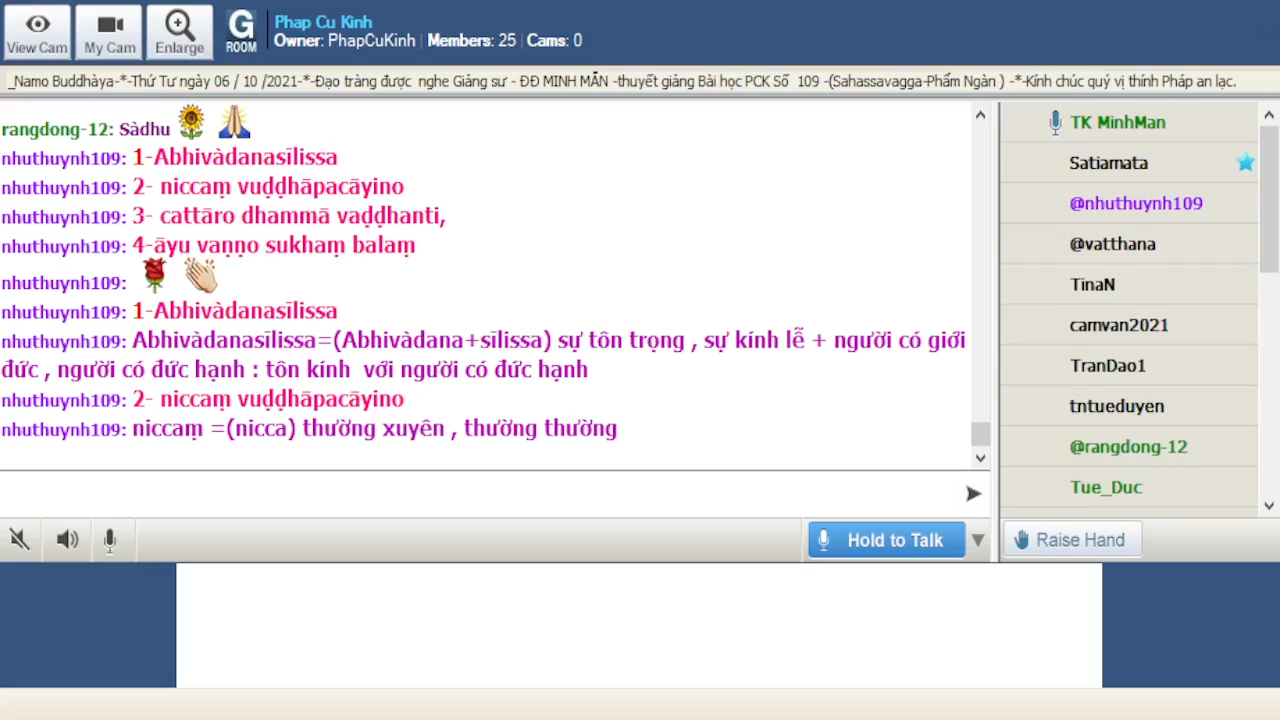 View Cam
My Cam
Enlarge
G
ROOM
Phap Cu Kinh
Owner: PhapCuKinh | Members: 25 | Cams: 0
_Namo Buddhàya-*-Thứ Tư ngày 06 / 10 /2021-*-Đạo tràng được nghe Giảng sư - ĐĐ MINH MẪN -thuyết giảng Bài học PCK Số 109 -(Sahassavagga-Phẩm Ngàn ) -*-Kính chúc quý vị thính Pháp an lạc.
rangdong-12: Sàdhu
nhuthuynh109: 1-Abhivàdanasīlissa
nhuthuynh109: 2- niccaṃ vuḍḍhāpacāyino
nhuthuynh109: 3- cattāro dhammā vaḍḍhanti,
nhuthuynh109: 4-āyu vaṇṇo sukhaṃ balaṃ
nhuthuynh109:
nhuthuynh109: 1-Abhivàdanasīlissa
nhuthuynh109: Abhivàdanasīlissa=(Abhivàdana+sīlissa) sự tôn trọng , sự kính lễ + người có giới
đức , người có đức hạnh : tôn kính với người có đức hạnh
nhuthuynh109: 2- niccaṃ vuḍḍhāpacāyino
nhuthuynh109: niccaṃ =(nicca) thường xuyên , thường thường
TK MinhMan
Satiamata
@nhuthuynh109
@vatthana
TinaN
camvan2021
TranDao1
tntueduyen
@rangdong-12
Tue_Duc
Hold to Talk
Raise Hand